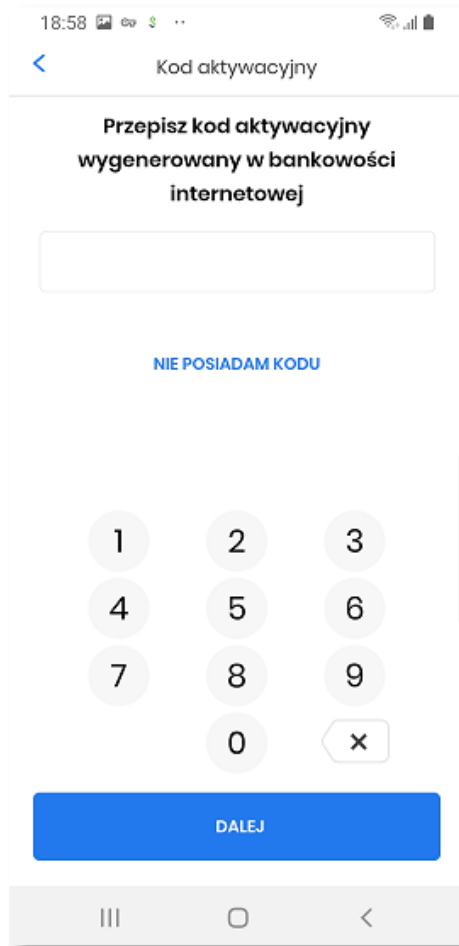 18:58
Kod aktywacyjny
Przepisz kod aktywacyjny
wygenerowany w bankowości
internetowej
NIE POSIADAM KODU
1 2 3
4 5 6
7 8 9
0
DALEJ